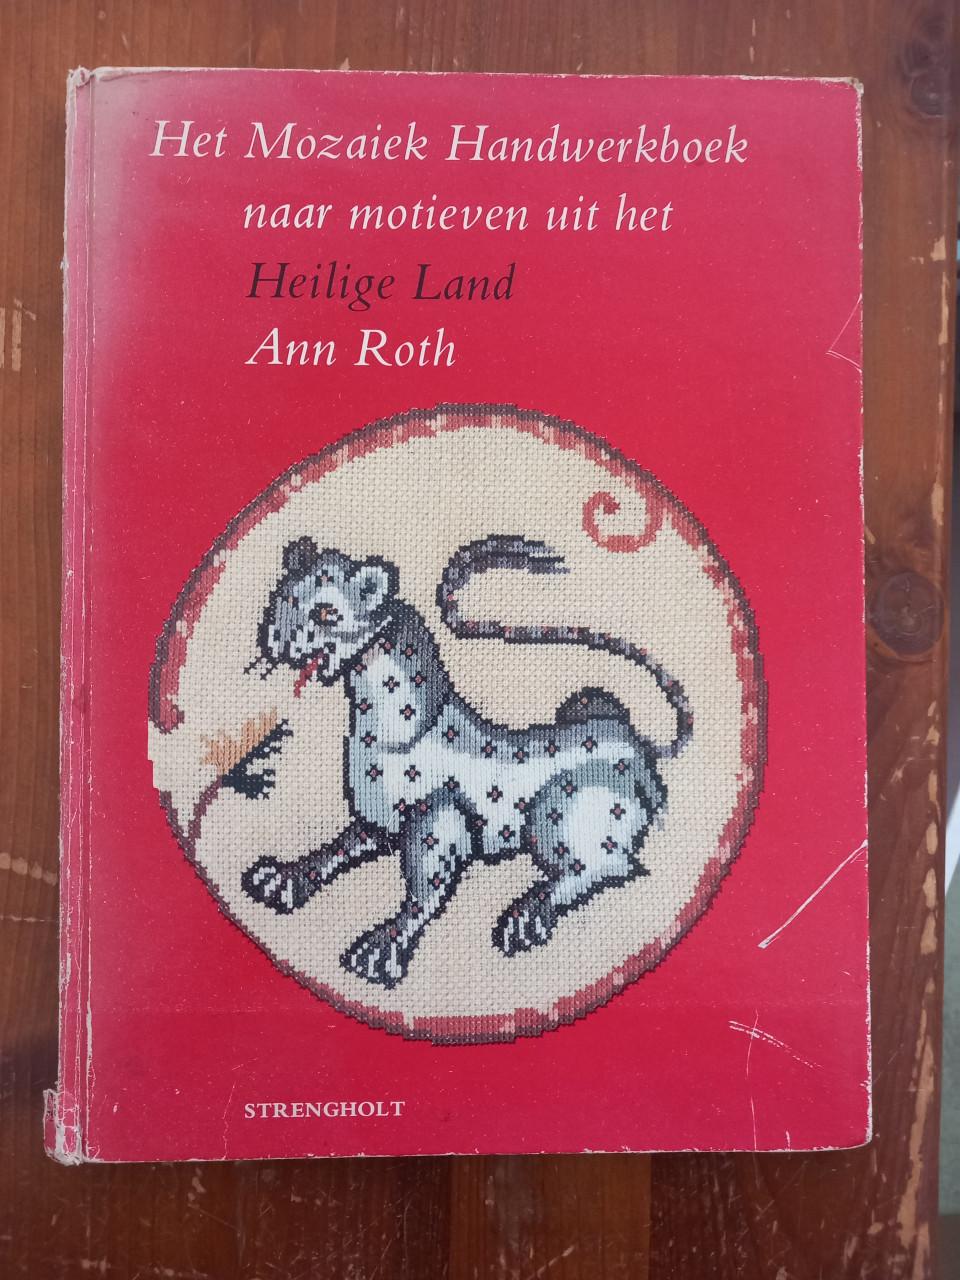 Het Mozaiek Handwerkboek
naar motieven uit het
Heilige Land
Ann Roth
STRENGHOLT